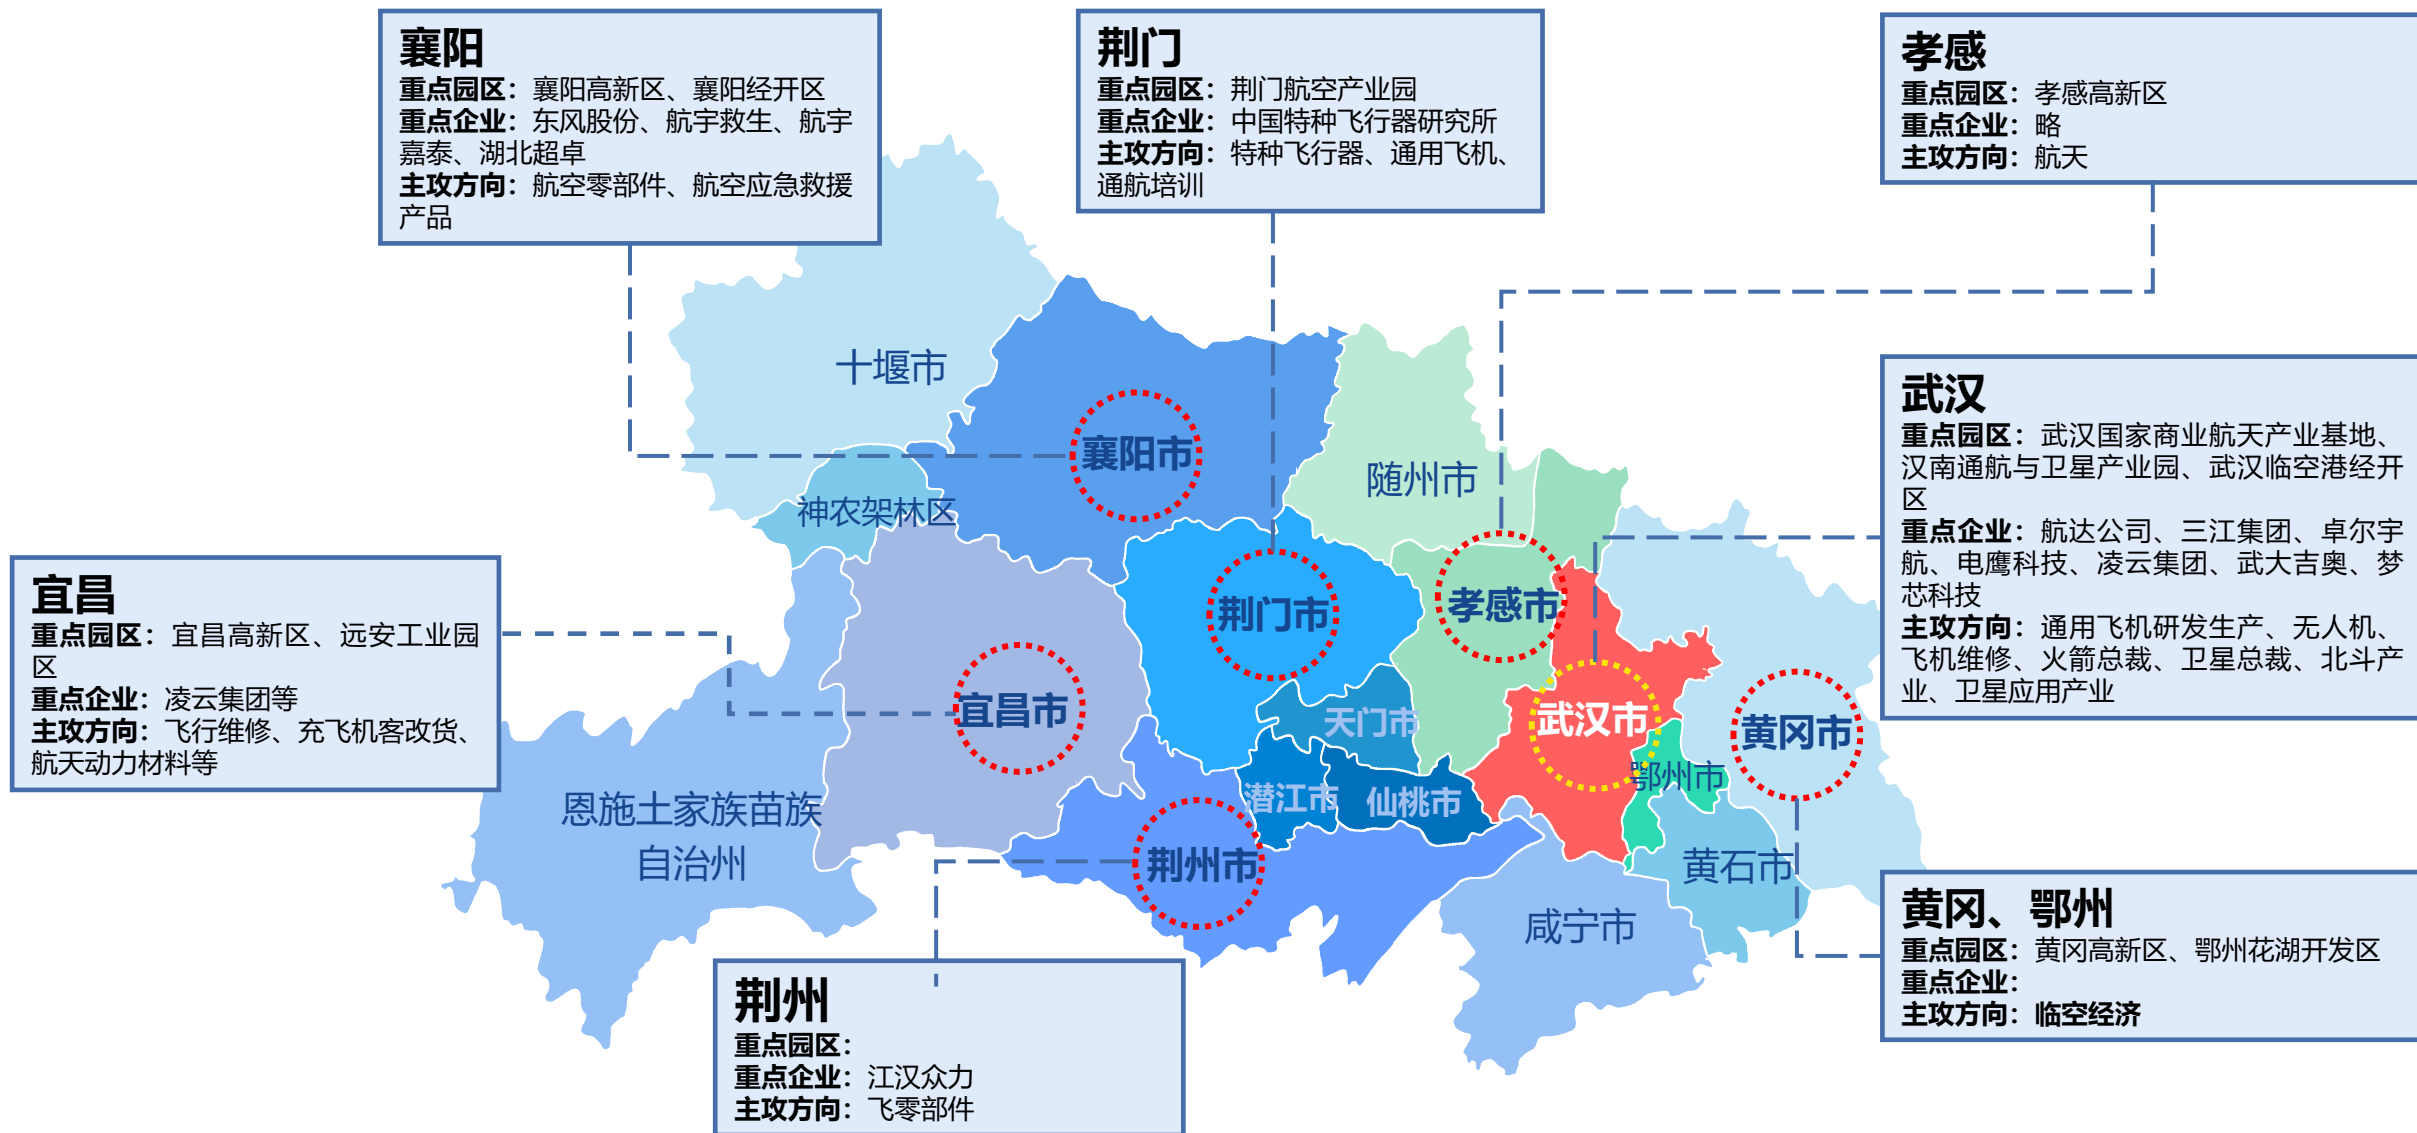 襄阳
重点园区：襄阳高新区、襄阳经开区
重点企业：东风股份、航宇救生、航宇
嘉泰、湖北超卓
主攻方向：航空零部件、航空应急救援
产品
荆门
重点园区：荆门航空产业园
重点企业：中国特种飞行器研究所
主攻方向：特种飞行器、通用飞机、
通航培训
孝感
重点园区：孝感高新区
重点企业：略
主攻方向：航天
武汉
重点园区：武汉国家商业航天产业基地、
汉南通航与卫星产业园、武汉临空港经开
区
重点企业：航达公司、三江集团、卓尔宇
航、电鹰科技、凌云集团、武大吉奥、梦
芯科技
主攻方向：通用飞机研发生产、无人机、
飞机维修、火箭总裁、卫星总裁、北斗产
业、卫星应用产业
宜昌
重点园区：宜昌高新区、远安工业园
区
重点企业：凌云集团等
主攻方向：飞行维修、充飞机客改货、
航天动力材料等
十堰市
襄阳市
随州市
神农架林区
荆门市
孝感市
宜昌市
天门市
武汉市
黄冈市
鄂州市
潜江市
仙桃市
恩施土家族苗族
自治州
荆州市
黄石市
咸宁市
荆州
重点园区：
重点企业：江汉众力
主攻方向：飞零部件
黄冈、鄂州
重点园区：黄冈高新区、鄂州花湖开发区
重点企业：
主攻方向：临空经济